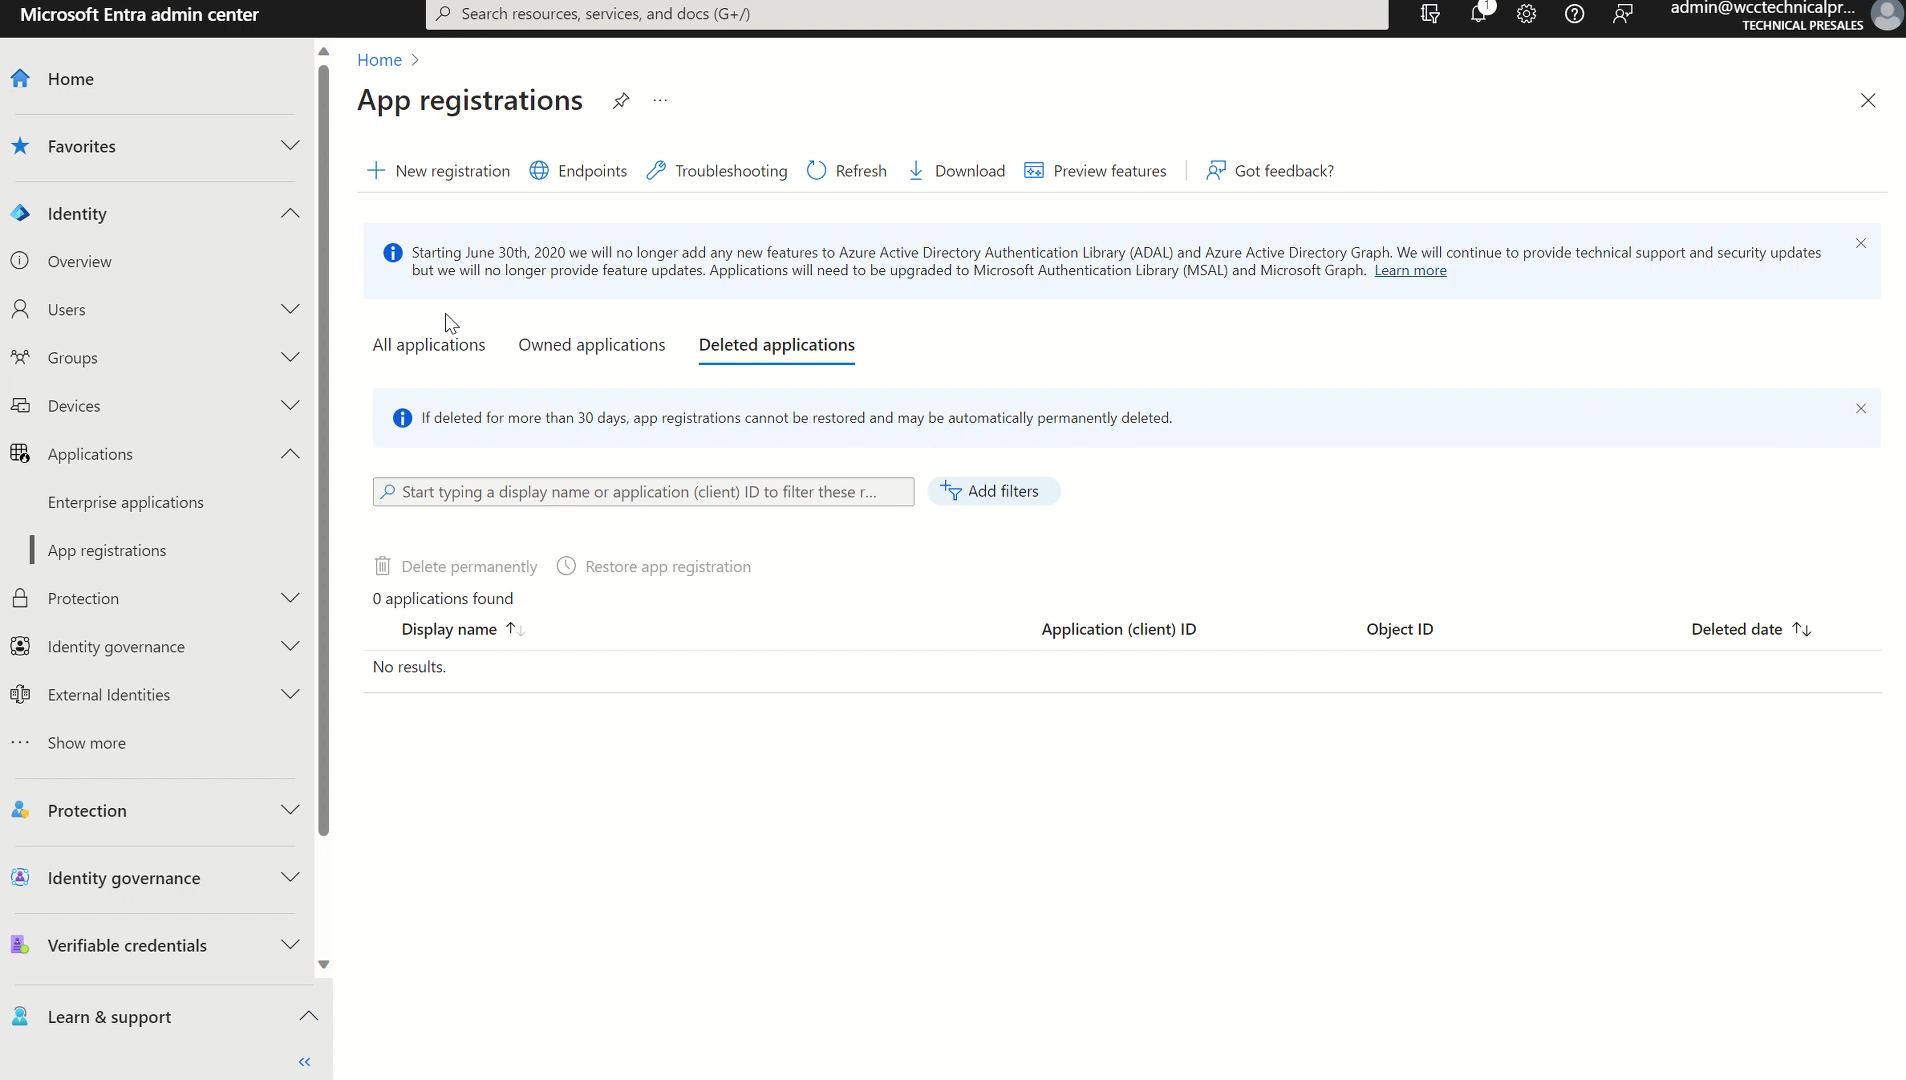 Microsoft Entra admin center
Search resources, services, and docs (G+/)
1
admin@wcctechnicalpr...
TECHNICAL PRESALES
Home
Favorites
Identity
Overview
Users
Groups
Devices
Applications
Enterprise applications
App registrations
Protection
Identity governance
External Identities
Show more
Protection
Identity governance
Verifiable credentials
Learn & support
Home
App registrations
New registration
Endpoints
Troubleshooting
Refresh
Download
Preview features
Got feedback?
Starting June 30th, 2020 we will no longer add any new features to Azure Active Directory Authentication Library (ADAL) and Azure Active Directory Graph. We will continue to provide technical support and security updates
but we will no longer provide feature updates. Applications will need to be upgraded to Microsoft Authentication Library (MSAL) and Microsoft Graph. Learn more
All applications
Owned applications
Deleted applications
If deleted for more than 30 days, app registrations cannot be restored and may be automatically permanently deleted.
Start typing a display name or application (client) ID to filter these r...
Add filters
Delete permanently
Restore app registration
0 applications found
Display name
Application (client) ID
Object ID
Deleted date
No results.